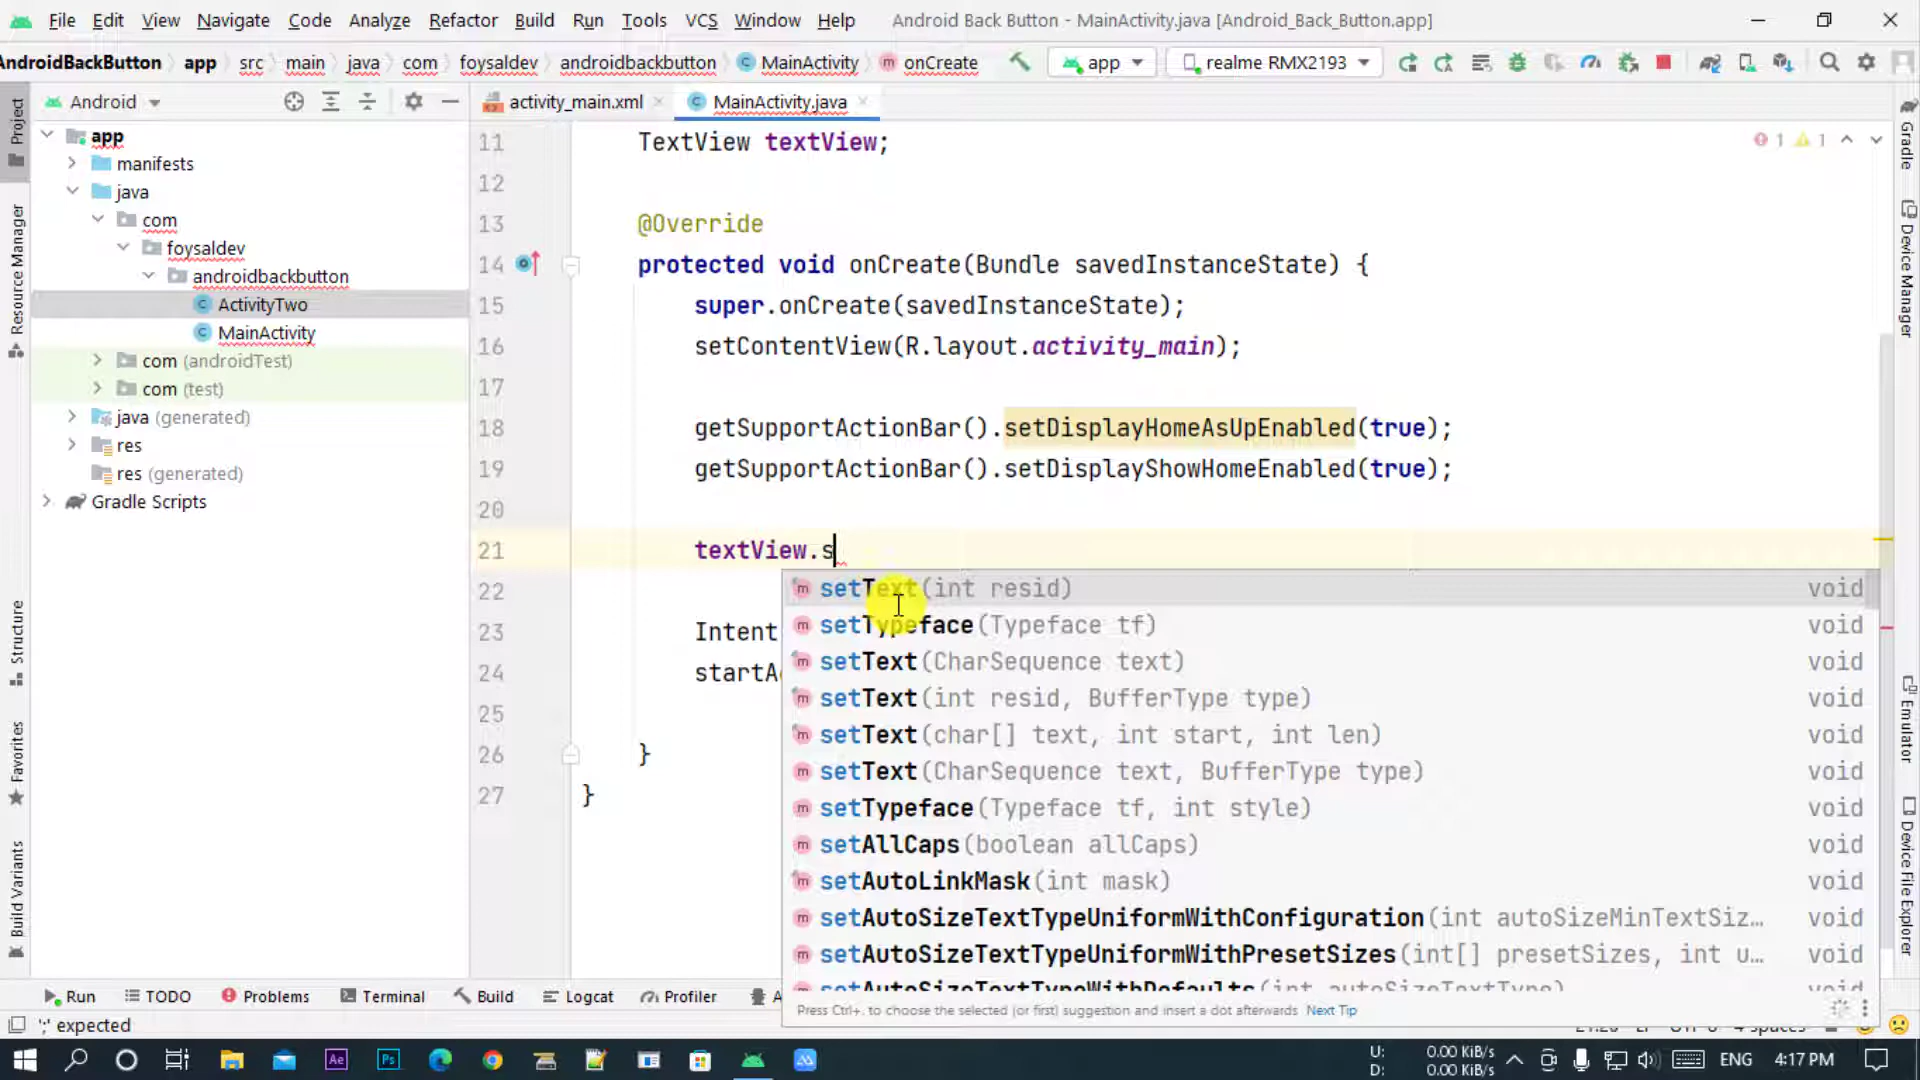 File Edit View Navigate Code Analyze Refactor Build Run Tools VCS Window Help Android Back Button - MainActivity.java [Android_Back_Button.app]
AndroidBackButton app src main java com foysaldev androidbackbutton MainActivity onCreate app realme RMX2193
Android activity_main.xml MainActivity.java
Project
Resource Manager
Structure
Favorites
Build Variants
app
manifests
java
com
foysaldev
androidbackbutton
ActivityTwo
MainActivity
com (androidTest)
com (test)
java (generated)
res
res (generated)
Gradle Scripts
11 TextView textView; 1 1
12
13 @Override
14 protected void onCreate(Bundle savedInstanceState) {
15 super.onCreate(savedInstanceState);
16 setContentView(R.layout.activity_main);
17
18 getSupportActionBar().setDisplayHomeAsUpEnabled(true);
19 getSupportActionBar().setDisplayShowHomeEnabled(true);
20
21 textView.s
22
23 Intent
24
25
26 }
27 }
setText(int resid) void
setTypeface(Typeface tf) void
setText(CharSequence text) void
setText(int resid, BufferType type) void
setText(char[] text, int start, int len) void
setText(CharSequence text, BufferType type) void
setTypeface(Typeface tf, int style) void
setAllCaps(boolean allCaps) void
setAutoLinkMask(int mask) void
setAutoSizeTextTypeUniformWithConfiguration(int autoSizeMinTextSiz… void
setAutoSizeTextTypeUniformWithPresetSizes(int[] presetSizes, int u… void
setAutoSizeTextTypeWithDefaults(int autoSizeTextType) void
Press Ctrl+. to choose the selected (or first) suggestion and insert a dot afterwards Next Tip
Gradle
Device Manager
Emulator
Device File Explorer
Run TODO Problems Terminal Build Logcat Profiler
';' expected
Ae Ps U: 0.00 KiB/s
D: 0.00 KiB/s
ENG 4:17 PM